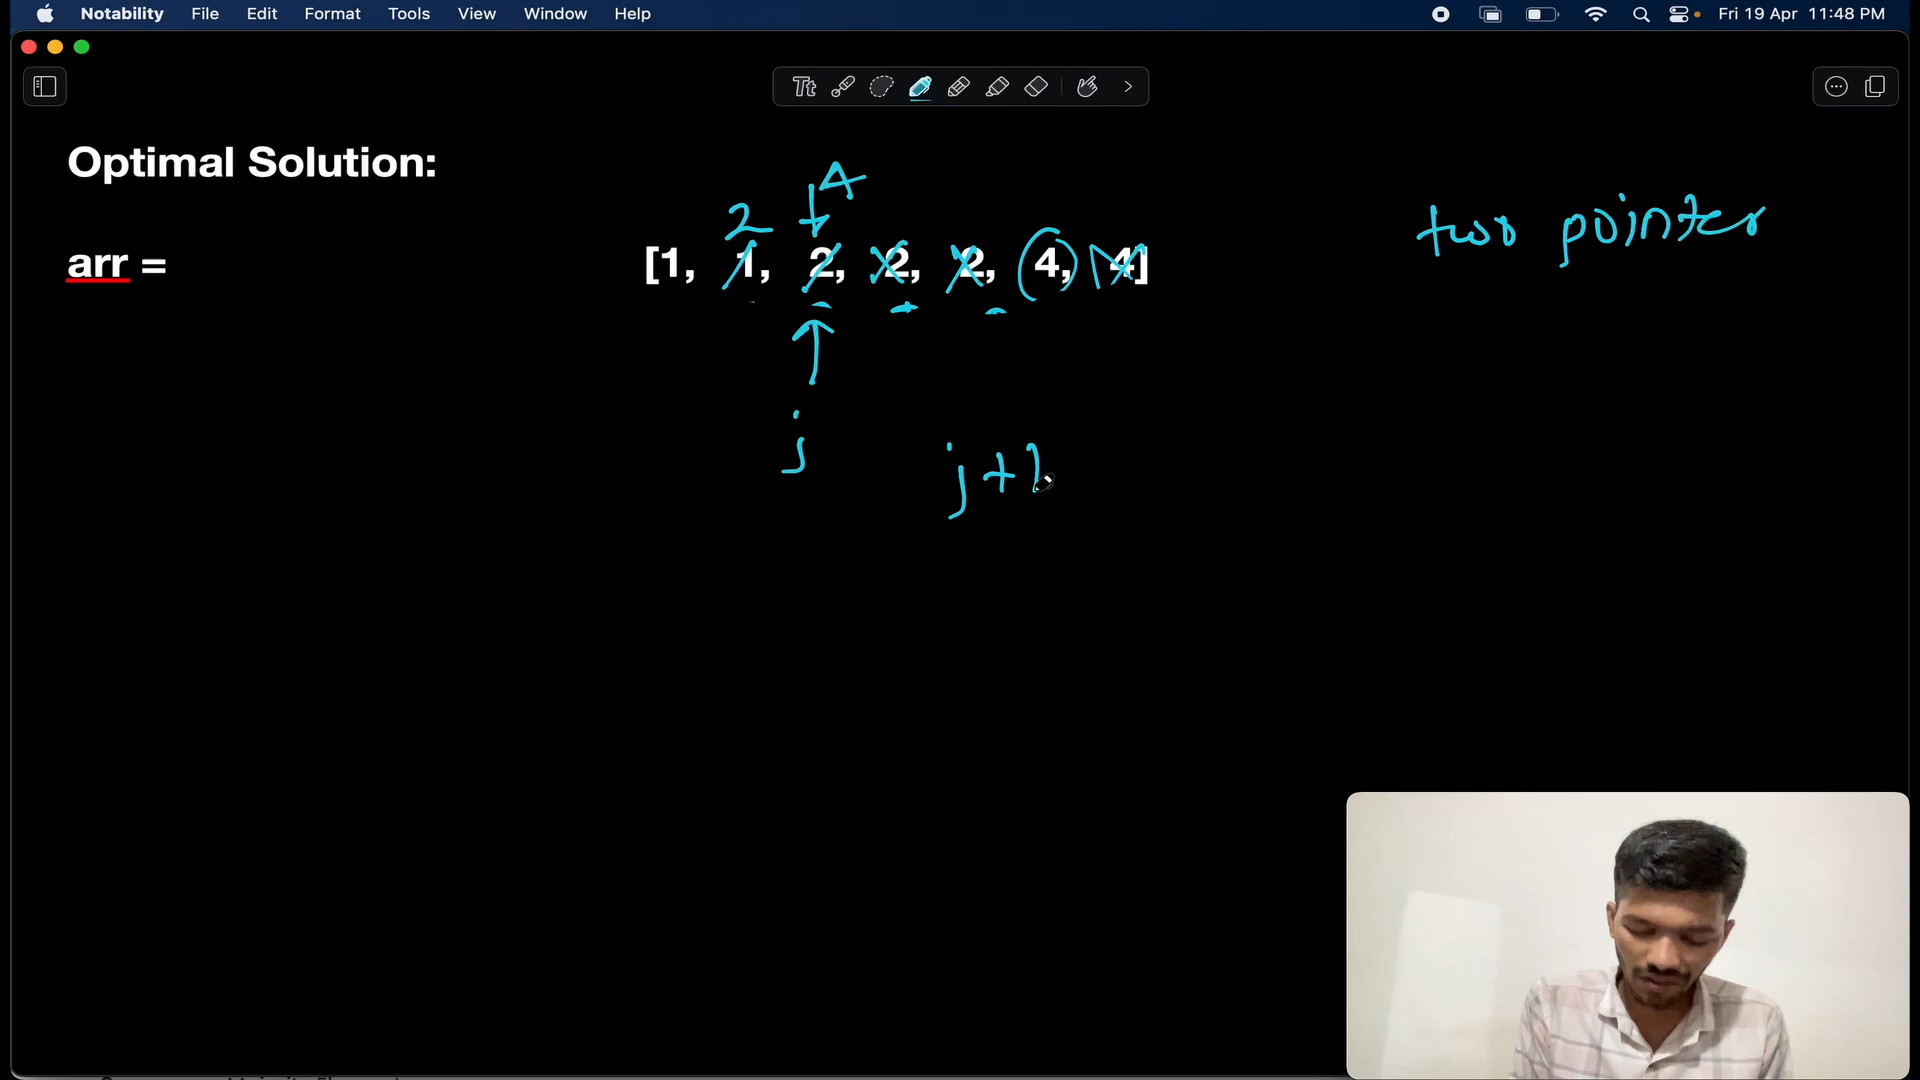 Notability File Edit Format Tools View Window Help Fri 19 Apr 11:48 PM
Tt
Optimal Solution:
2 4
two pointer
arr = [1, 1, 2, 2, 2, 4, 4]
j
j+1